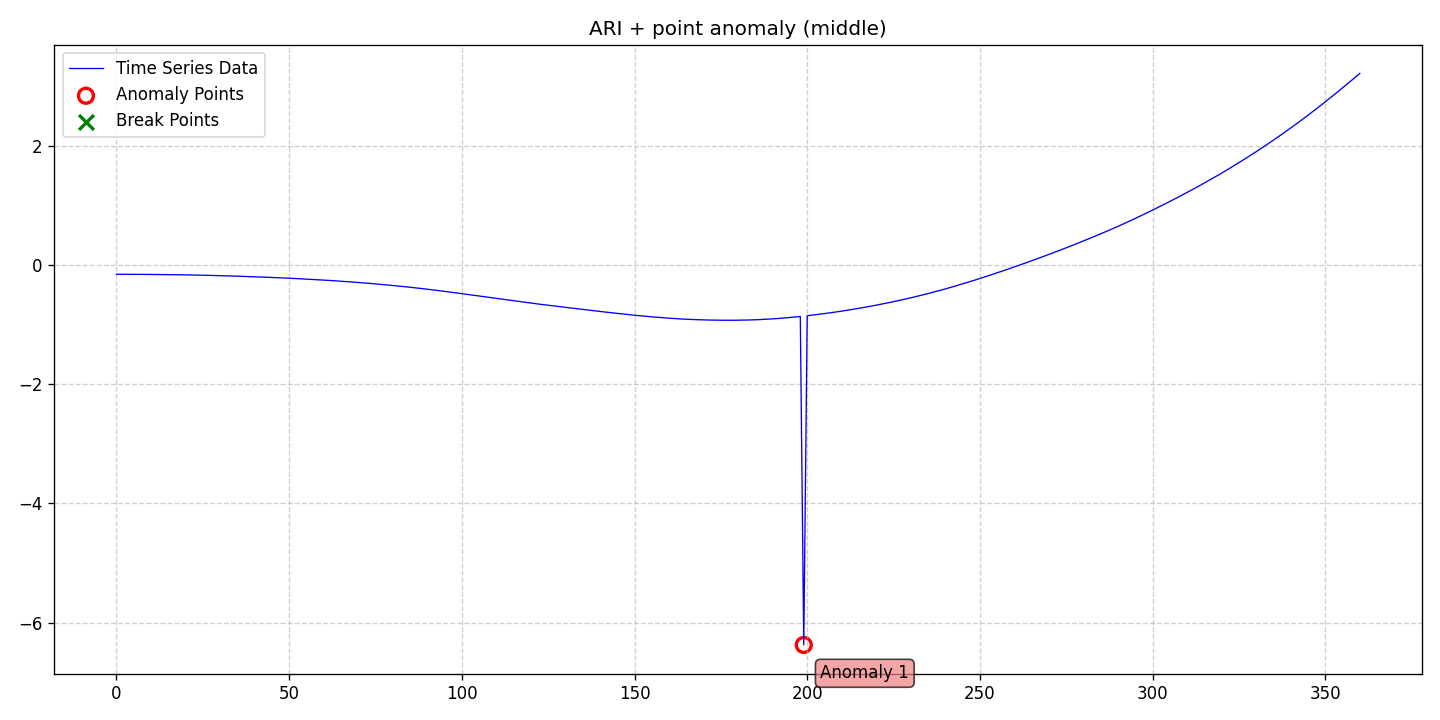 ARI + point anomaly (middle)
Time Series Data
Anomaly Points
Break Points
2
0
−2
−4
−6
Anomaly 1
0
50
100
150
200
250
300
350